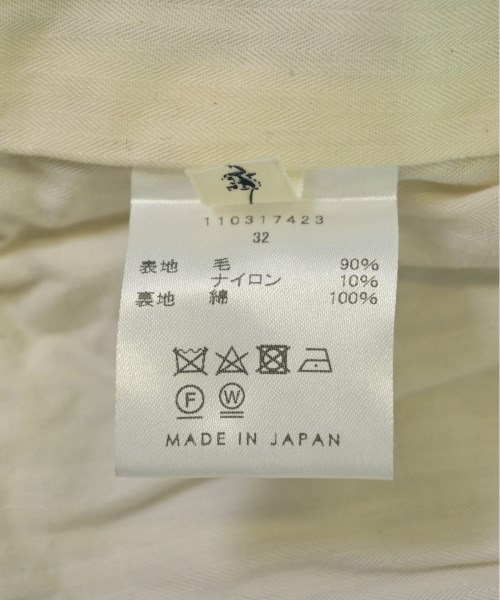 110317423
32
表地 毛 90%
ナイロン 10%
裏地 綿 100%
F W
MADE IN JAPAN